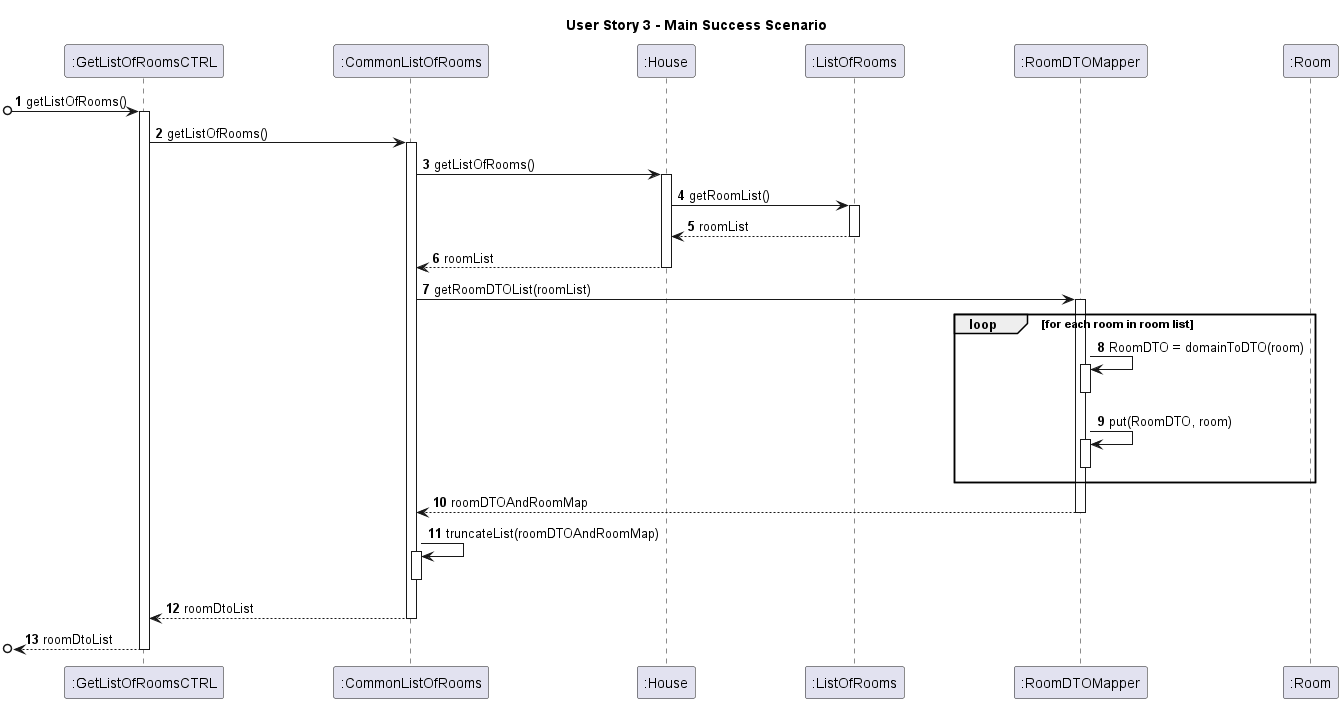 User Story 3 - Main Success Scenario
:GetListOfRoomsCTRL :CommonListOfRooms :House :ListOfRooms :RoomDTOMapper :Room
1 getListOfRooms()
2 getListOfRooms()
3 getListOfRooms()
4 getRoomList()
5 roomList
6 roomList
7 getRoomDTOList(roomList)
loop [for each room in room list]
8 RoomDTO = domainToDTO(room)
9 put(RoomDTO, room)
10 roomDTOAndRoomMap
11 truncateList(roomDTOAndRoomMap)
12 roomDtoList
13 roomDtoList
:GetListOfRoomsCTRL :CommonListOfRooms :House :ListOfRooms :RoomDTOMapper :Room